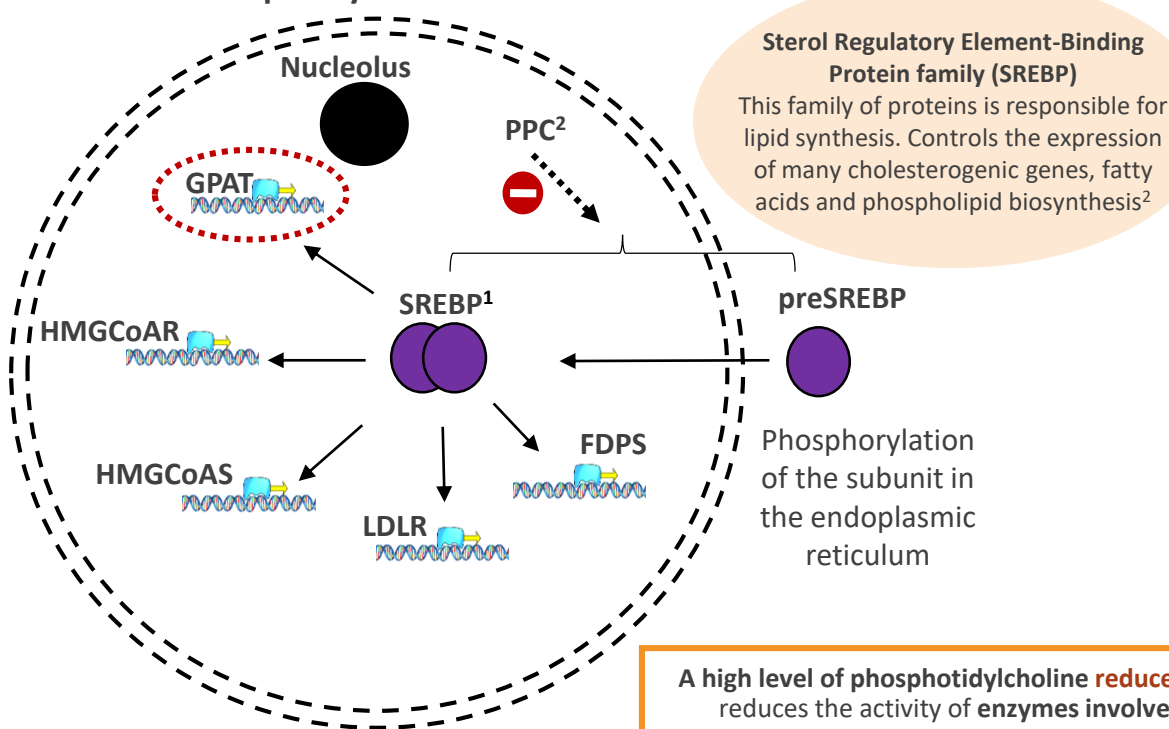 Nucleolus
PPC2
GPAT
SREBP1
preSREBP
HMGCoAR
HMGCoAS
LDLR
FDPS
Phosphorylation
of the subunit in
the endoplasmic
reticulum
Sterol Regulatory Element-Binding
Protein family (SREBP)
This family of proteins is responsible for
lipid synthesis. Controls the expression
of many cholesterogenic genes, fatty
acids and phospholipid biosynthesis2
A high level of phosphotidylcholine reduce
reduces the activity of enzymes involve